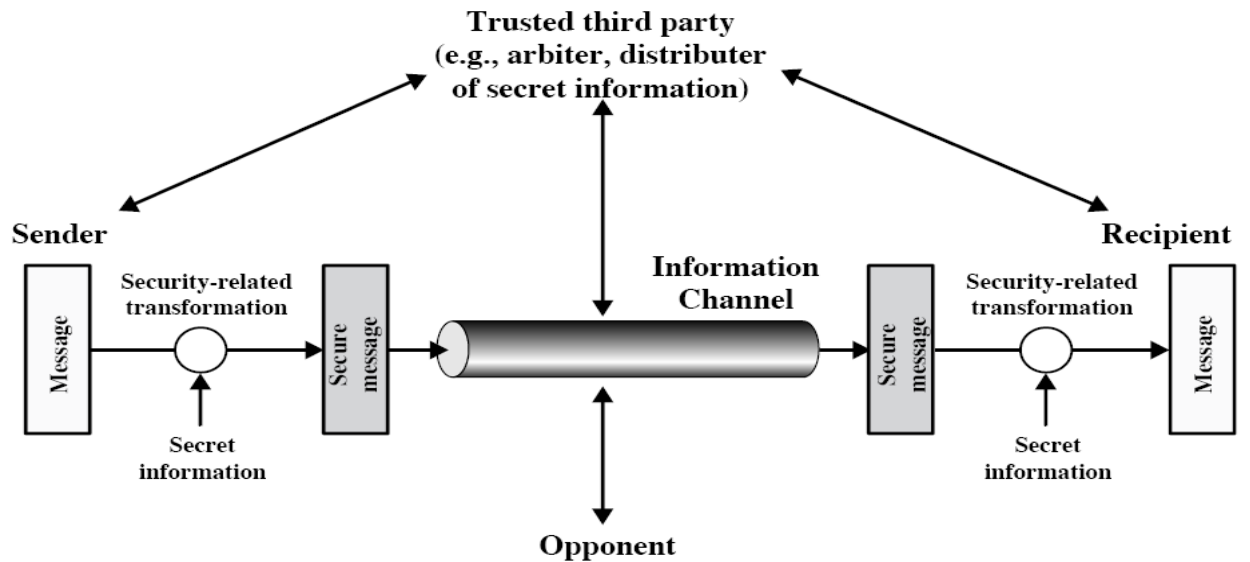 Trusted third party
(e.g., arbiter, distributer
of secret information)
Sender
Recipient
Information
Channel
Security-related
transformation
Security-related
transformation
Message
Secure
message
Secure
message
Message
Secret
information
Secret
information
Opponent